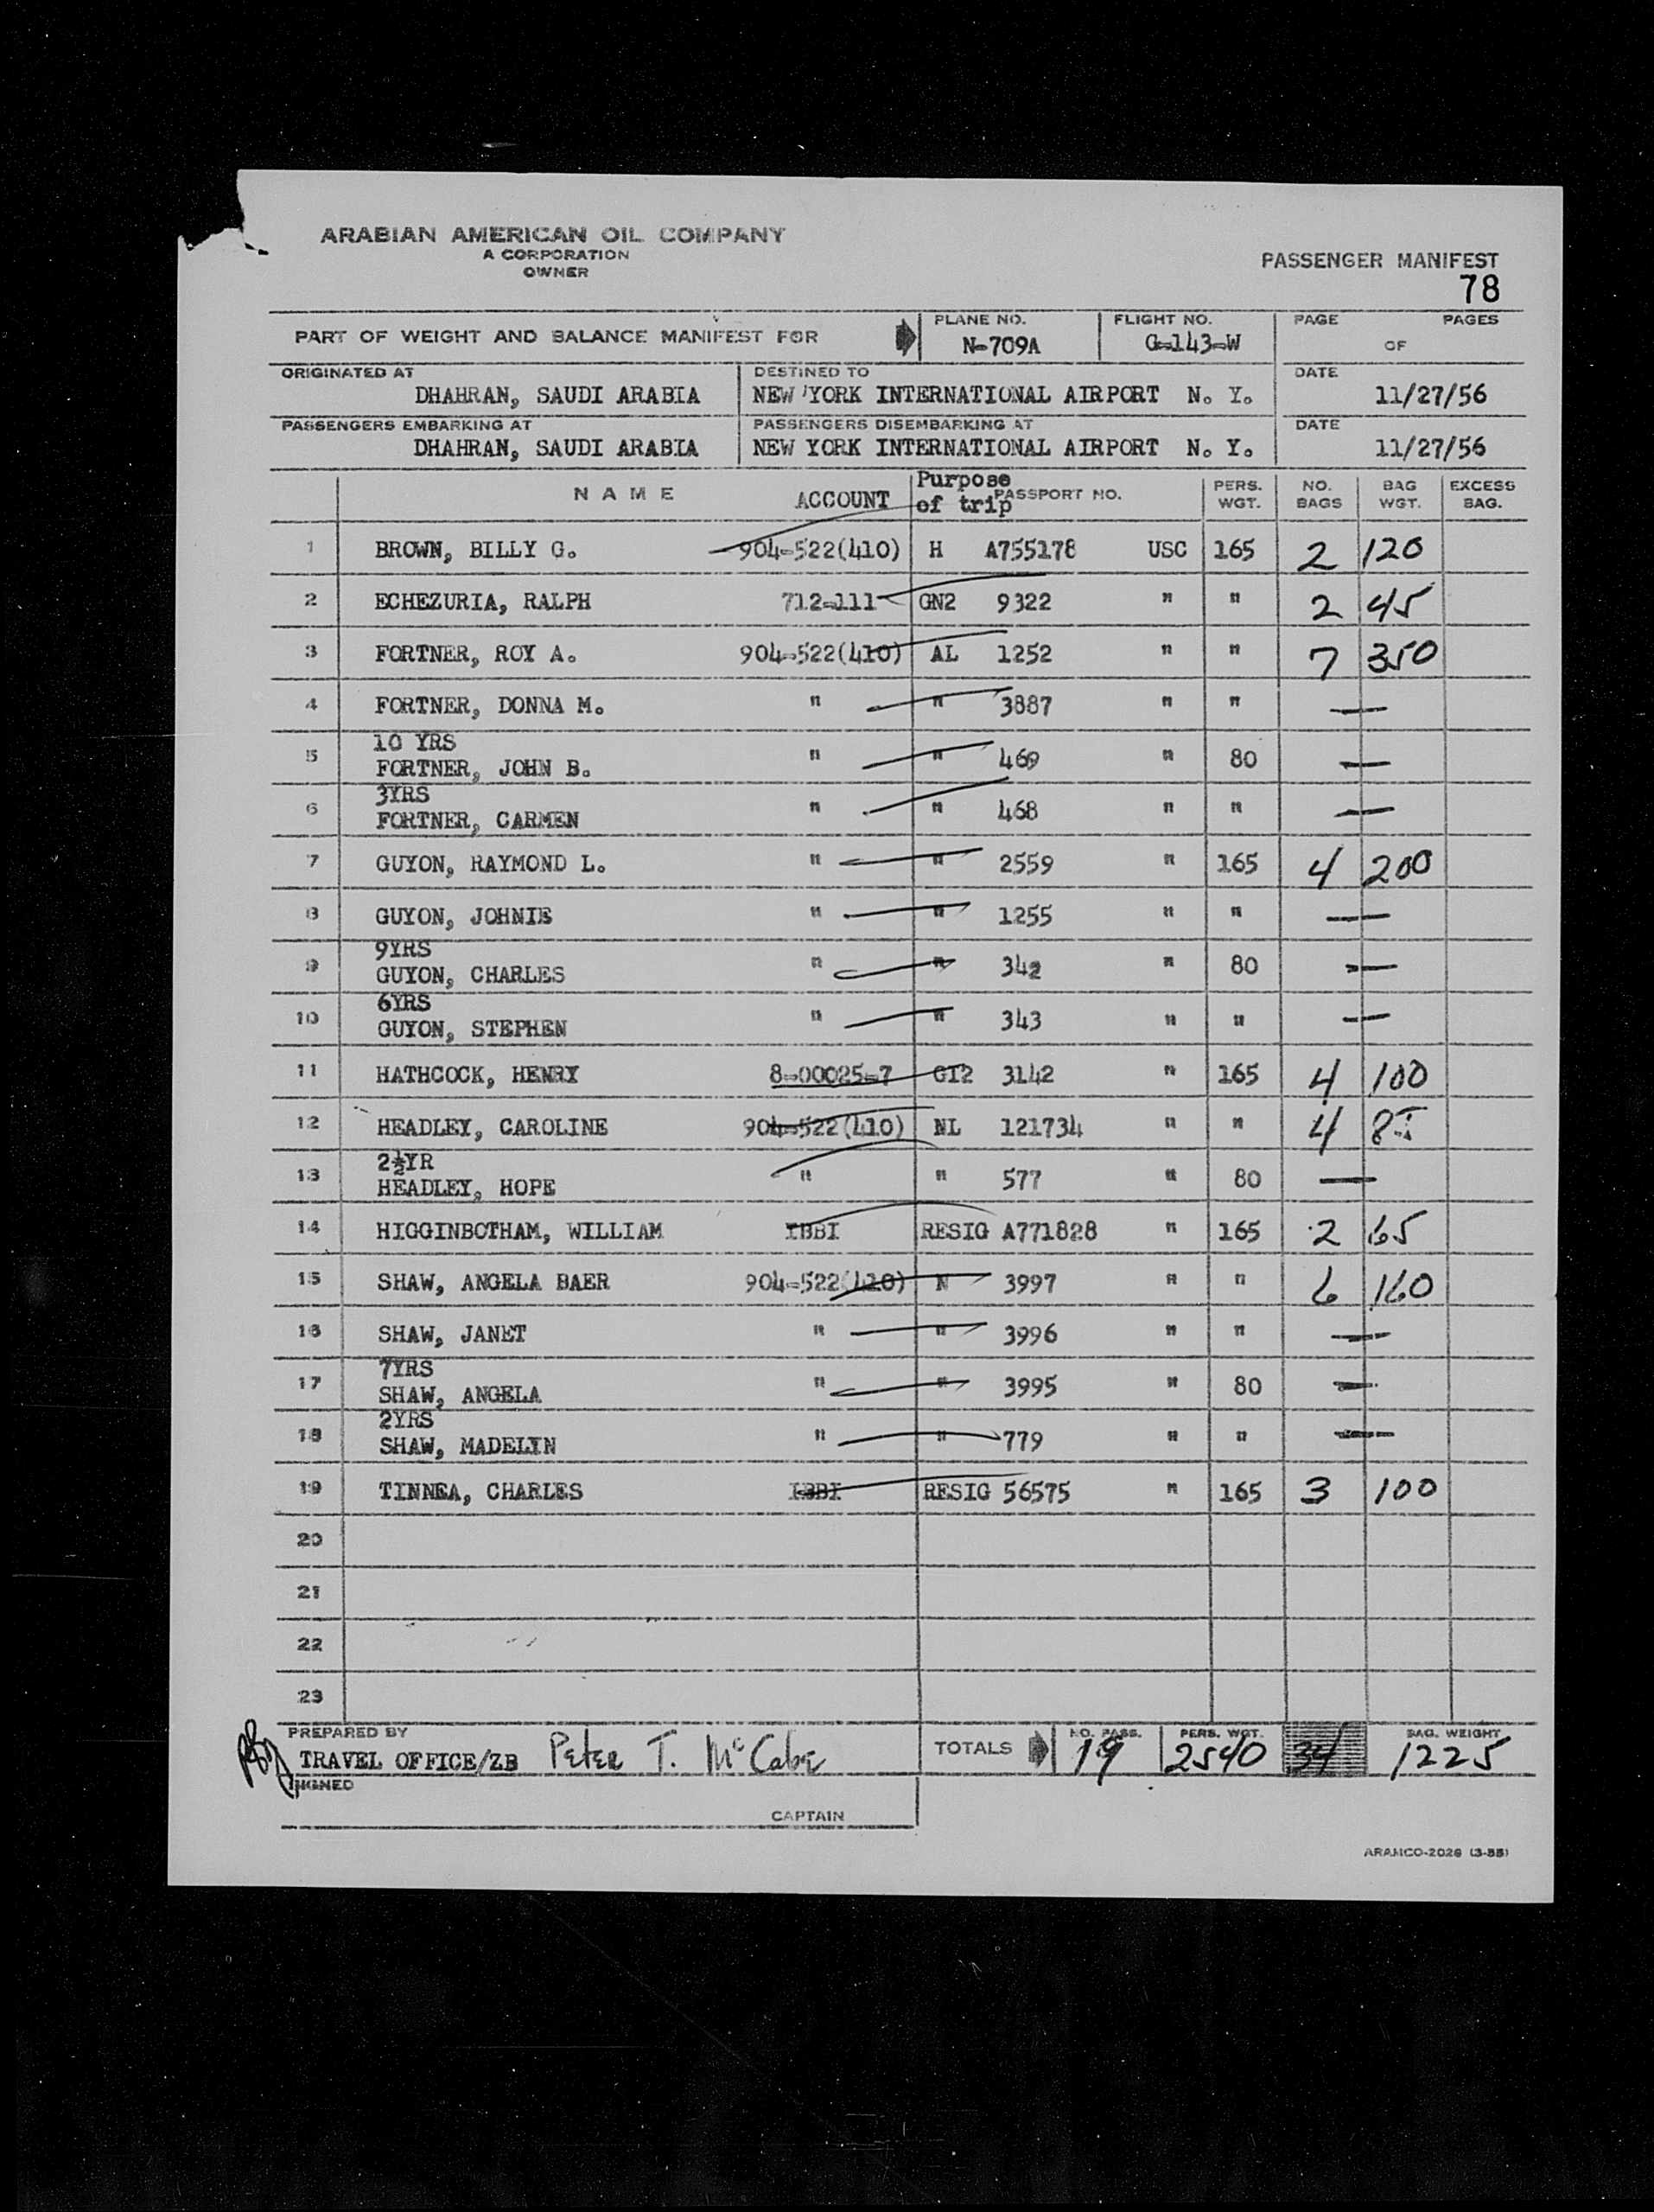 ARABIAN AMERICAN OIL COMPANY
A CORPORATION
OWNER
PASSENGER MANIFEST
78
PART OF WEIGHT AND BALANCE MANIFEST FOR PLANE NO. N-709A FLIGHT NO. G-143-W PAGE OF PAGES
ORIGINATED AT DESTINED TO DATE
DHAHRAN, SAUDI ARABIA NEW YORK INTERNATIONAL AIRPORT N. Y. 11/27/56
PASSENGERS EMBARKING AT PASSENGERS DISEMBARKING AT DATE
DHAHRAN, SAUDI ARABIA NEW YORK INTERNATIONAL AIRPORT N. Y. 11/27/56
NAME ACCOUNT Purpose of trip PASSPORT NO. PERS. WGT. NO. BAGS BAG WGT. EXCESS BAG.
1 BROWN, BILLY G. 904-522(410) H A755178 USC 165 2 120
2 ECHEZURIA, RALPH 712-111 GN2 9322 " " 2 45
3 FORTNER, ROY A. 904-522(410) AL 1252 " " 7 350
4 FORTNER, DONNA M. " " 3887 " " —
10 YRS
5 FORTNER, JOHN B. " " 469 " 80 —
3YRS
6 FORTNER, CARMEN " " 468 " " —
7 GUYON, RAYMOND L. " " 2559 " 165 4 200
8 GUYON, JOHNIE " " 1255 " " —
9YRS
9 GUYON, CHARLES " " 342 " 80 —
6YRS
10 GUYON, STEPHEN " " 343 " " —
11 HATHCOCK, HENRY 8-00025-7 GI2 3142 " 165 4 100
12 HEADLEY, CAROLINE 904-522(410) NL 121734 " " 4 85
2½YR
13 HEADLEY, HOPE " " 577 " 80 —
14 HIGGINBOTHAM, WILLIAM IBBI RESIG A771828 " 165 2 65
15 SHAW, ANGELA BAER 904-522(410) N 3997 " " 6 160
16 SHAW, JANET " " 3996 " " —
7YRS
17 SHAW, ANGELA " " 3995 " 80 —
2YRS
18 SHAW, MADELYN " " 779 " " —
19 TINNEA, CHARLES IBBI RESIG 56575 " 165 3 100
20
21
22
23
PREPARED BY
TRAVEL OFFICE/ZB Peter T. McCabe TOTALS NO. PASS. 19 PERS. WGT. 2540 34 BAG. WEIGHT 1225
SIGNED
CAPTAIN
ARAMCO-2026 (3-55)